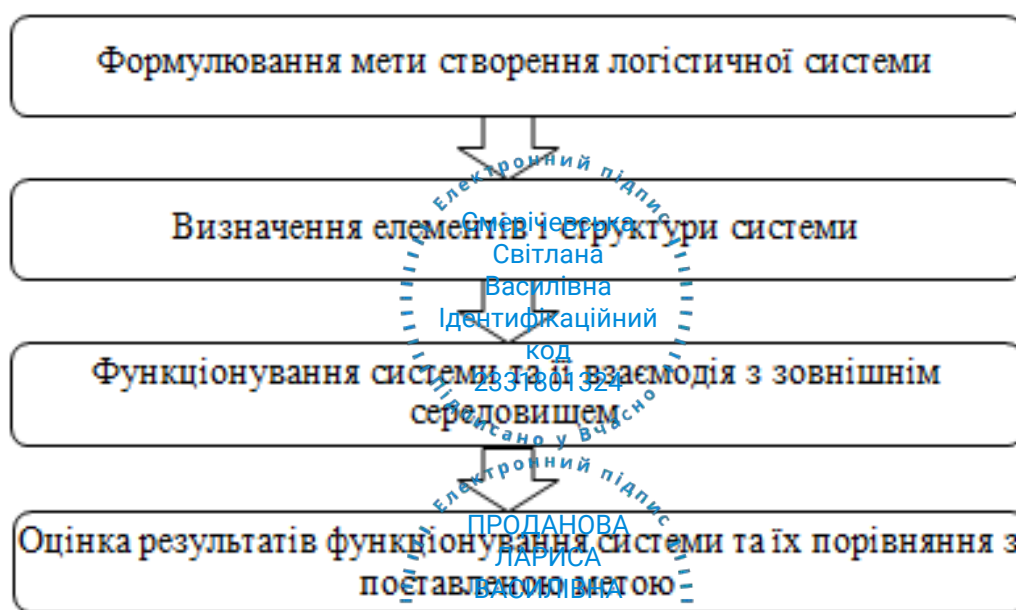 Формулювання мети створення логістичної системи
Електронний підпис
Визначення елементів і структури системи
Смерічевська
Світлана
Василівна
Ідентифікаційний
код
2331801324
Підписано у Вчасно
Функціонування системи та її взаємодія з зовнішнім
середовищем
Електронний підпис
ПРОДАНОВА
ЛАРИСА
ВАСИЛІВНА
Оцінка результатів функціонування системи та їх порівняння з
поставленою метою